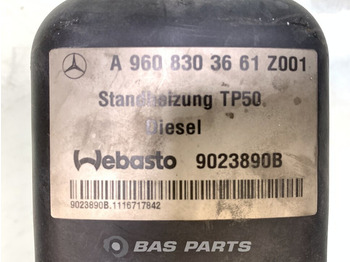 A 960 830 36 61 Z001
Standheizung TP50
Diesel
Webasto 9023890B
9023890B.1116717842
BAS PARTS